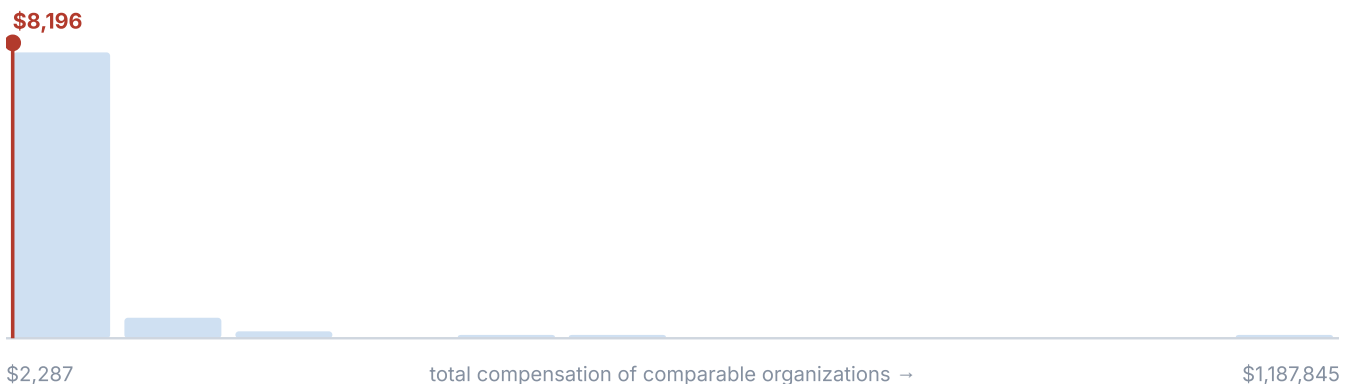 $8,196
$2,287 total compensation of comparable organizations → $1,187,845